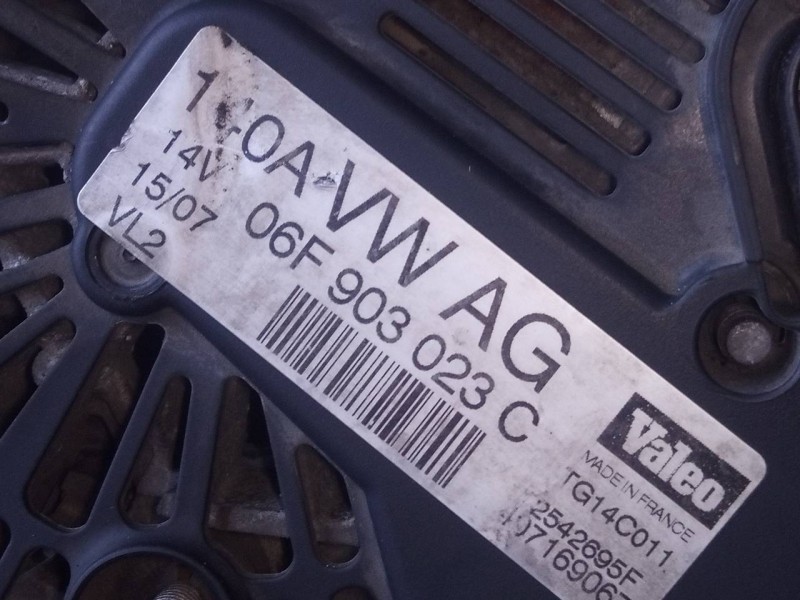 140A VW AG
14V 06F 903 023 C
15/07
VL2
Valeo
MADE IN FRANCE
TG14C011
2542695F